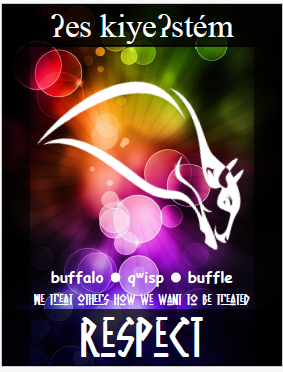 ʔes kiyeʔstém
buffalo ● qʷisp ● buffle
WE TREAT OTHERS HOW WE WANT TO BE TREATED
RESPECT